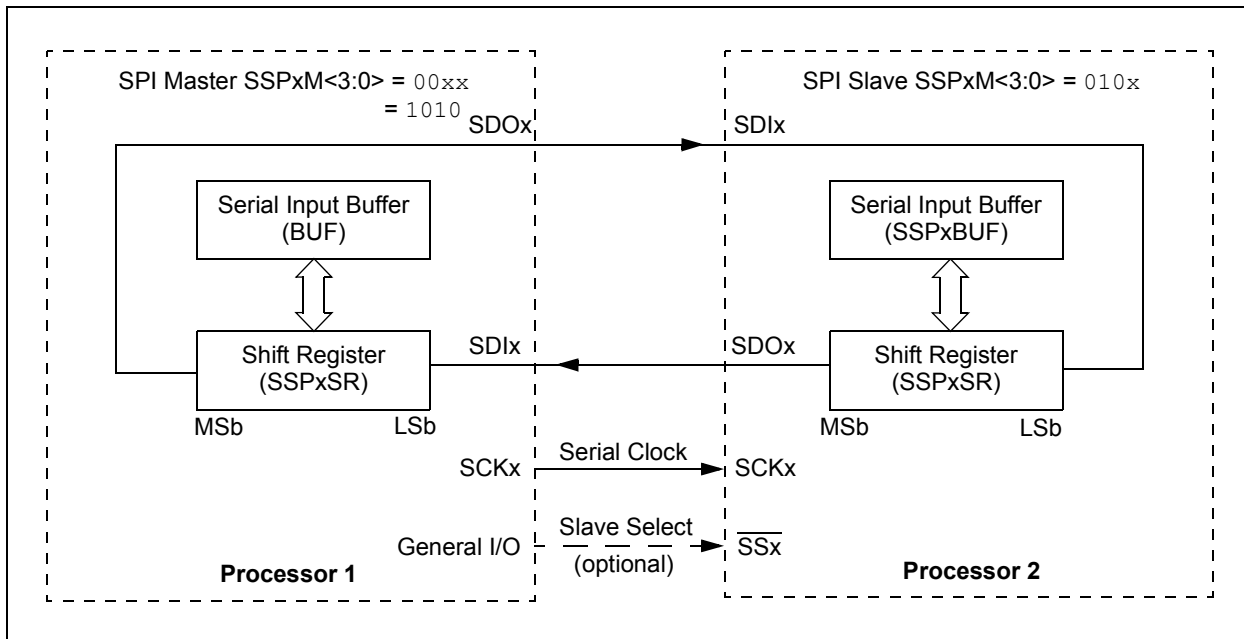 SPI Master SSPxM<3:0> = 00xx
= 1010
SDOx
Serial Input Buffer
(BUF)
Shift Register
(SSPxSR)
MSb
LSb
SDIx
SCKx
General I/O
Processor 1
Serial Clock
Slave Select
(optional)
SPI Slave SSPxM<3:0> = 010x
SDIx
Serial Input Buffer
(SSPxBUF)
SDOx
Shift Register
(SSPxSR)
MSb
LSb
SCKx
SSx
Processor 2